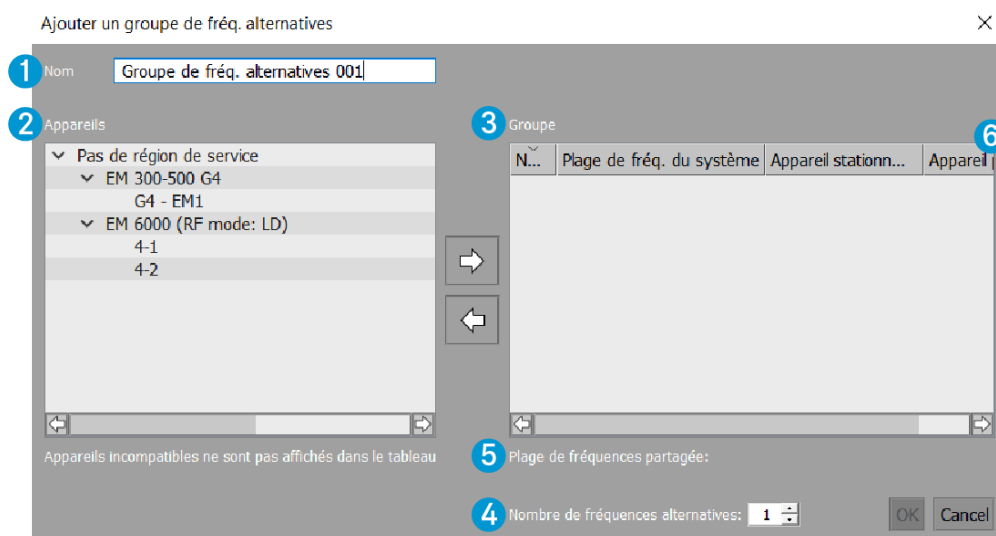 Ajouter un groupe de fréq. alternatives
1 Nom Groupe de fréq. alternatives 001
2 Appareils
Pas de région de service
EM 300-500 G4
G4 - EM1
EM 6000 (RF mode: LD)
4-1
4-2
Appareils incompatibles ne sont pas affichés dans le tableau
3 Groupe
6
N... Plage de fréq. du système Appareil stationn... Appareil
5 Plage de fréquences partagée:
4 Nombre de fréquences alternatives: 1
OK Cancel